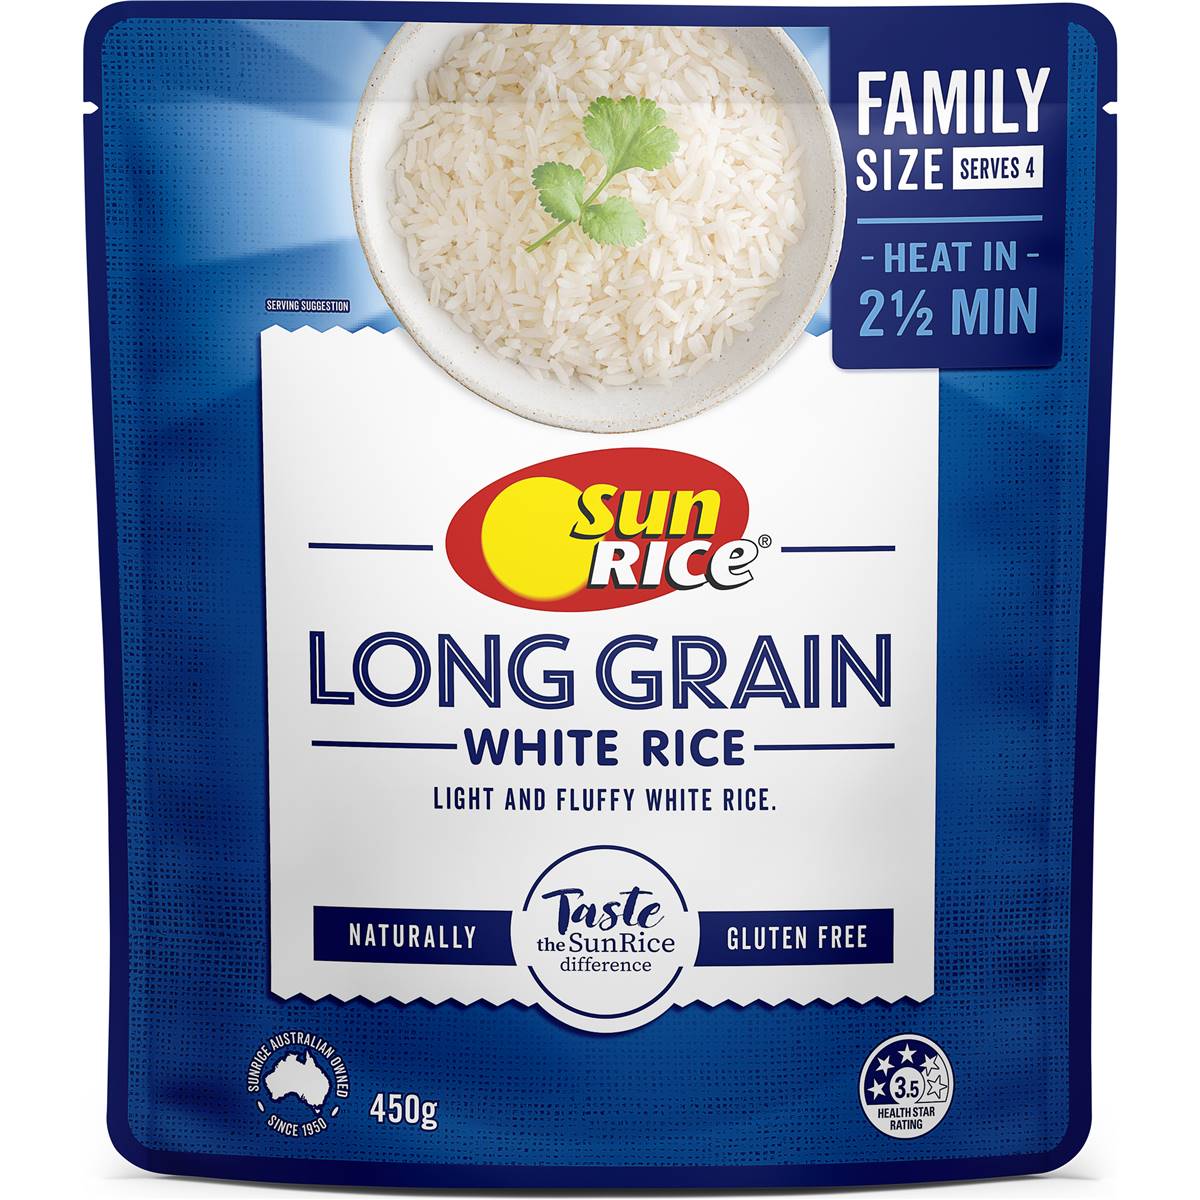 FAMILY
SIZE SERVES 4
- HEAT IN -
2½ MIN
SERVING SUGGESTION
Sun
RICE®
LONG GRAIN
WHITE RICE
LIGHT AND FLUFFY WHITE RICE.
NATURALLY
Taste
the SunRice
difference
GLUTEN FREE
SUNRICE AUSTRALIAN OWNED
- SINCE 1950 -
450g
3.5
HEALTH STAR
RATING